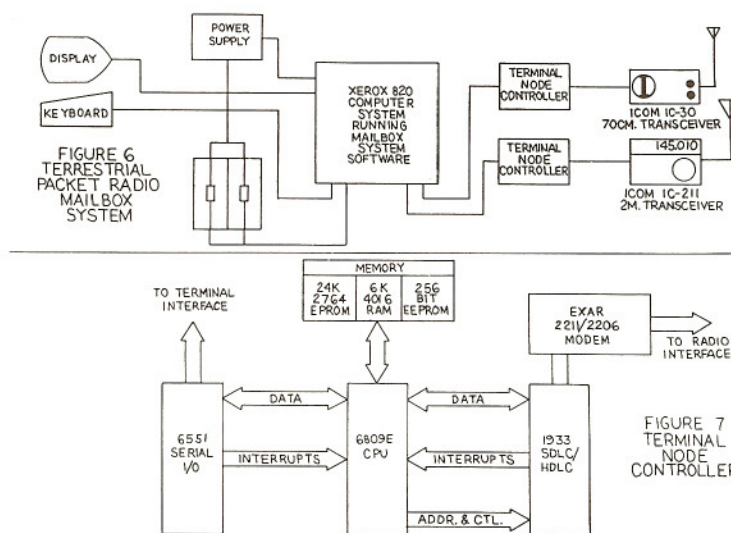 POWER
SUPPLY
DISPLAY
KEYBOARD
FIGURE 6
TERRESTRIAL
PACKET RADIO
MAILBOX
SYSTEM
XEROX 820
COMPUTER
SYSTEM
RUNNING
MAILBOX
SYSTEM
SOFTWARE
TERMINAL
NODE
CONTROLLER
ICOM IC-30
70CM. TRANSCEIVER
TERMINAL
NODE
CONTROLLER
145.010
ICOM IC-211
2M. TRANSCEIVER
MEMORY
24K
2764
EPROM
6K
4016
RAM
256
BIT
EEPROM
TO TERMINAL
INTERFACE
EXAR
2211/2206
MODEM
TO RADIO
INTERFACE
DATA
DATA
6551
SERIAL
I/O
INTERRUPTS
6809E
CPU
INTERRUPTS
1933
SDLC/
HDLC
ADDR. & CTL.
FIGURE 7
TERMINAL
NODE
CONTROLLER